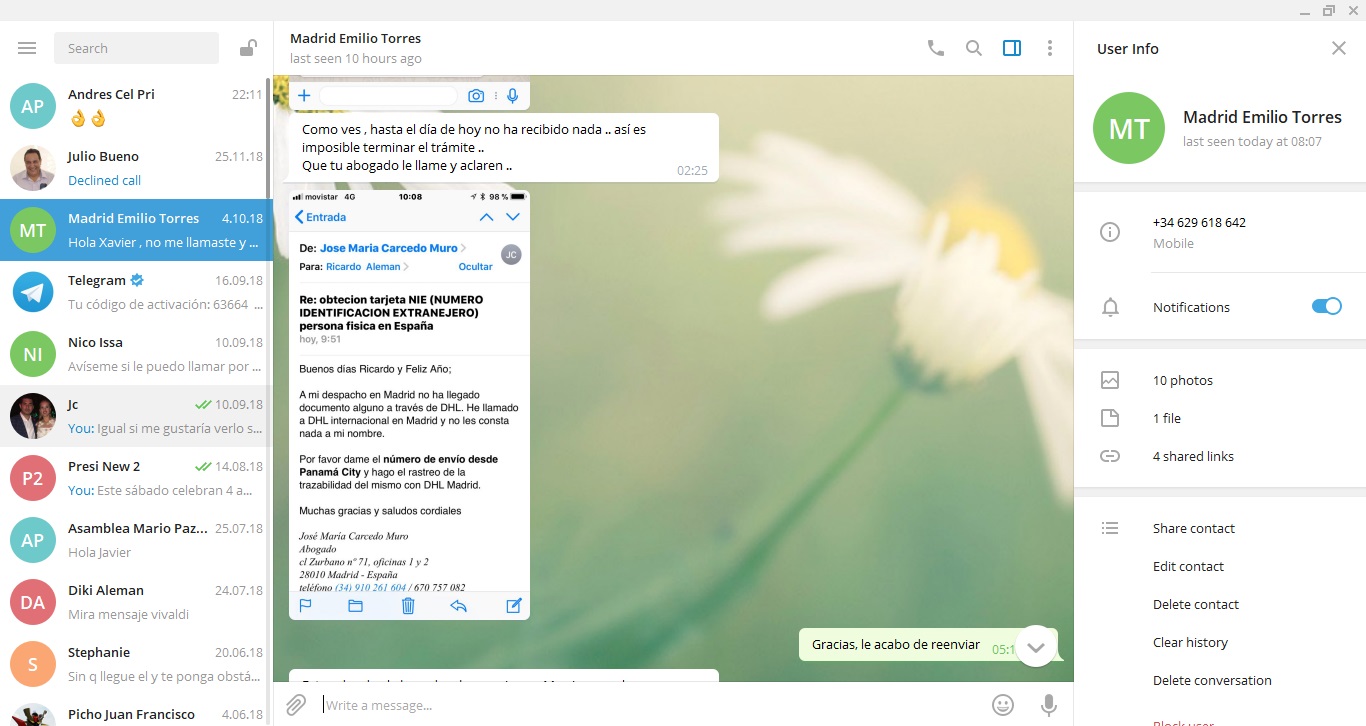 Search
AP
Andres Cel Pri
22:11
👌👌
Julio Bueno
25.11.18
Declined call
MT
Madrid Emilio Torres
4.10.18
Hola Xavier , no me llamaste y ...
Telegram
16.09.18
Tu código de activación: 63664 ...
NI
Nico Issa
10.09.18
Avíseme si le puedo llamar por ...
Jc
10.09.18
You: Igual si me gustaría verlo s...
P2
Presi New 2
14.08.18
You: Este sábado celebran 4 a...
AP
Asamblea Mario Paz...
25.07.18
Hola Javier
DA
Diki Aleman
24.07.18
Mira mensaje vivaldi
S
Stephanie
20.06.18
Sin q llegue el y te ponga obstá...
Picho Juan Francisco
4.06.18
Madrid Emilio Torres
last seen 10 hours ago
Como ves , hasta el día de hoy no ha recibido nada .. así es
imposible terminar el trámite ..
Que tu abogado le llame y aclaren ..
02:25
movistar 4G
10:08
98 %
Entrada
De: Jose Maria Carcedo Muro
JC
Para: Ricardo Aleman
Ocultar
Re: obtecion tarjeta NIE (NUMERO
IDENTIFICACION EXTRANJERO)
persona fisica en España
hoy, 9:51
Buenos días Ricardo y Feliz Año;
A mi despacho en Madrid no ha llegado
documento alguno a través de DHL. He llamado
a DHL internacional en Madrid y no les consta
nada a mi nombre.
Por favor dame el número de envío desde
Panamá City y hago el rastreo de la
trazabilidad del mismo con DHL Madrid.
Muchas gracias y saludos cordiales
José María Carcedo Muro
Abogado
cl Zurbano nº 71, oficinas 1 y 2
28010 Madrid - España
teléfono (34) 910 261 604 / 670 757 082
Gracias, le acabo de reenviar
05:1
Write a message...
User Info
MT
Madrid Emilio Torres
last seen today at 08:07
+34 629 618 642
Mobile
Notifications
10 photos
1 file
4 shared links
Share contact
Edit contact
Delete contact
Clear history
Delete conversation
Block user